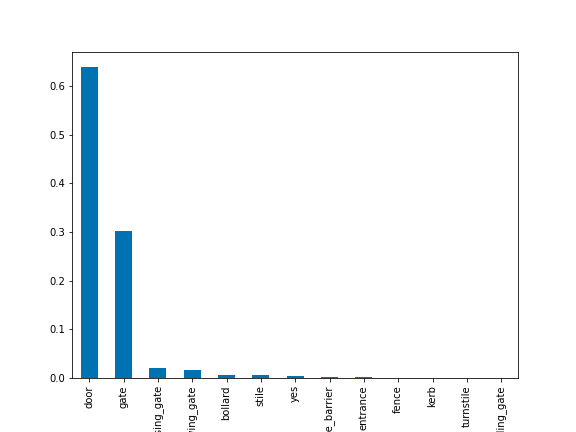 0.6
0.5
0.4
0.3
0.2
0.1
0.0
door
gate
sing_gate
ving_gate
bollard
stile
yes
e_barrier
entrance
fence
kerb
turnstile
ling_gate